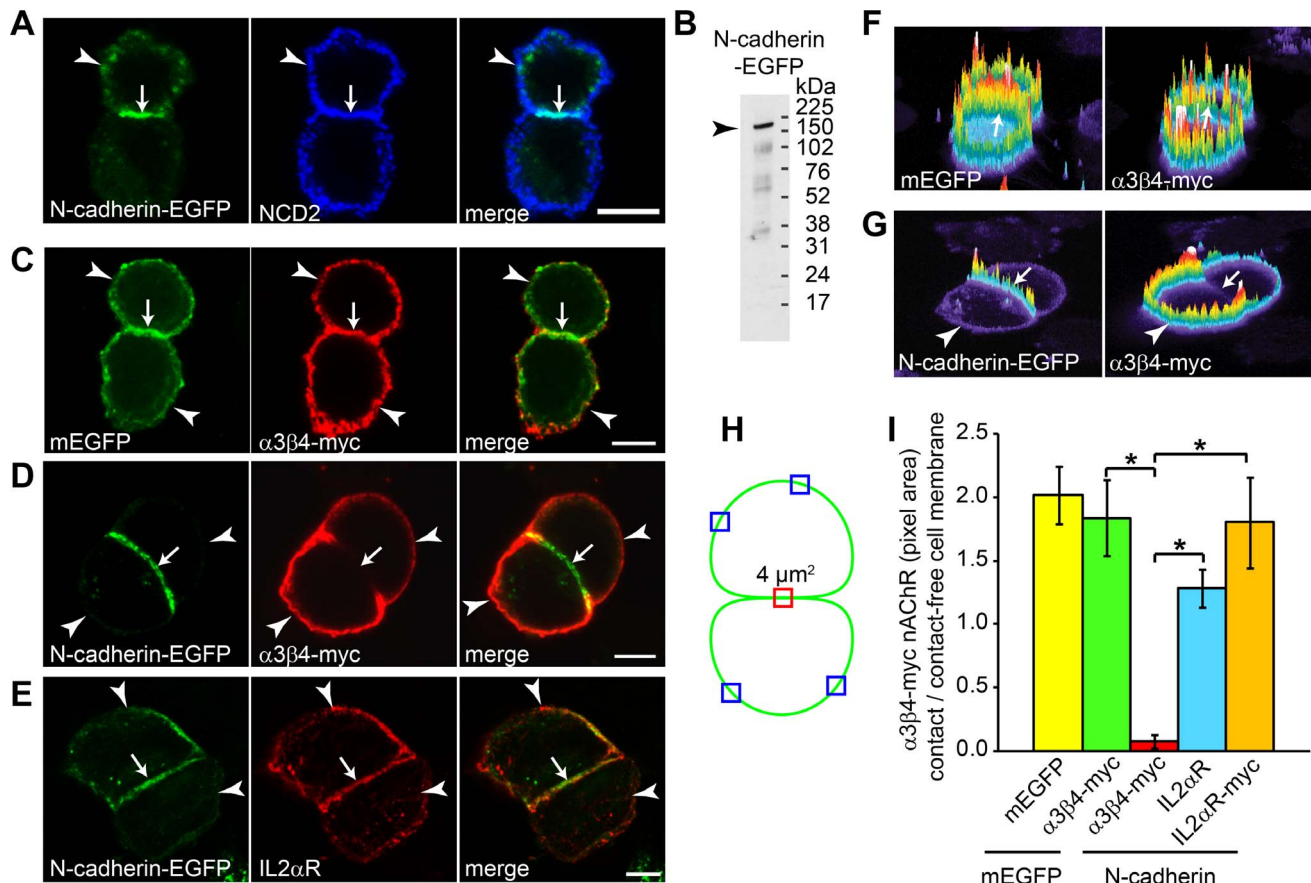 A
N-cadherin-EGFP
NCD2
merge
B
N-cadherin
-EGFP
kDa
225
150
102
76
52
38
31
24
17
C
mEGFP
α3β4-myc
merge
D
N-cadherin-EGFP
α3β4-myc
merge
E
N-cadherin-EGFP
IL2αR
merge
F
mEGFP
α3β4-myc
G
N-cadherin-EGFP
α3β4-myc
H
4 μm²
I
α3β4-myc nAChR (pixel area)
contact / contact-free cell membrane
2.5
2.0
1.5
1.0
0.5
0.0
*
*
*
mEGFP
α3β4-myc
α3β4-myc
IL2αR
IL2αR-myc
mEGFP
N-cadherin